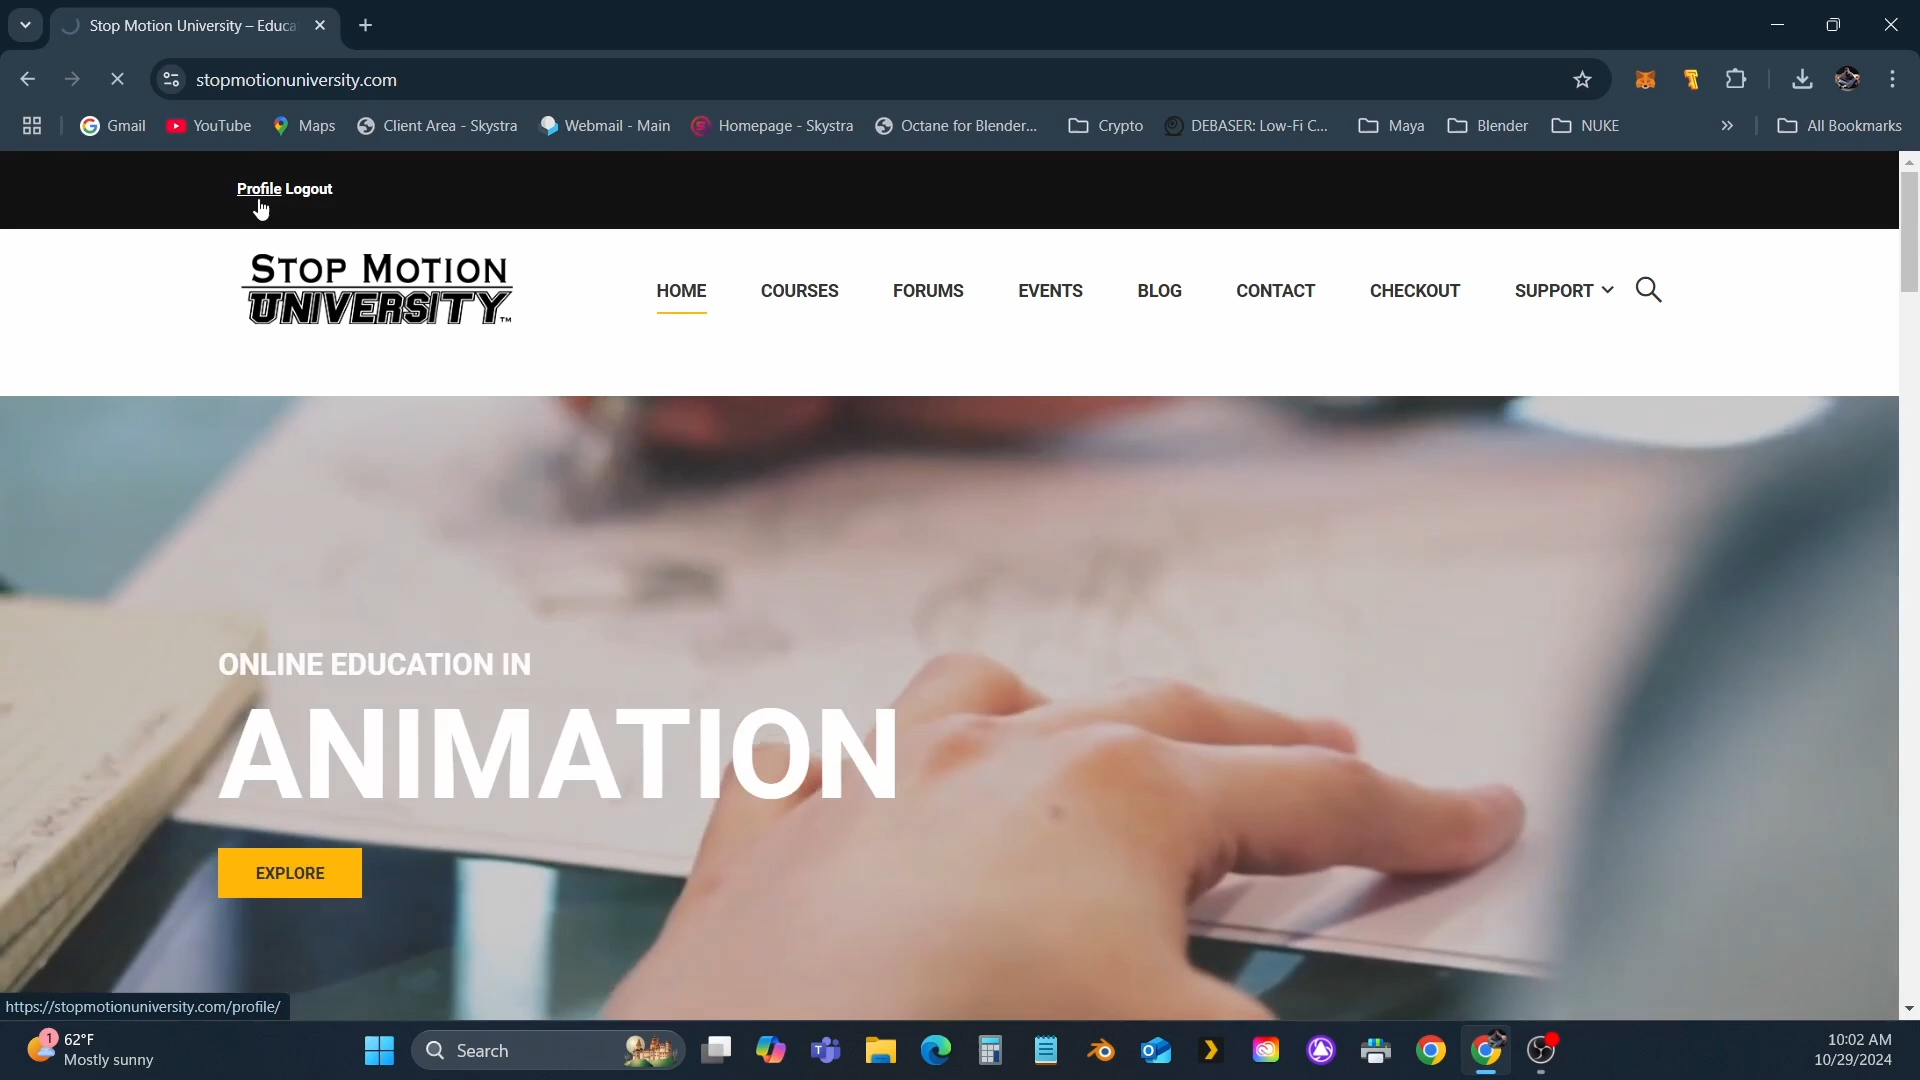 Stop Motion University – Educa
stopmotionuniversity.com
Gmail YouTube Maps Client Area - Skystra Webmail - Main Homepage - Skystra Octane for Blender... Crypto DEBASER: Low-Fi C... Maya Blender NUKE » All Bookmarks
Profile Logout
STOP MOTION
UNIVERSITY™
HOME COURSES FORUMS EVENTS BLOG CONTACT CHECKOUT SUPPORT
ONLINE EDUCATION IN
ANIMATION
EXPLORE
https://stopmotionuniversity.com/profile/
1 62°F
Mostly sunny
Search
10:02 AM
10/29/2024